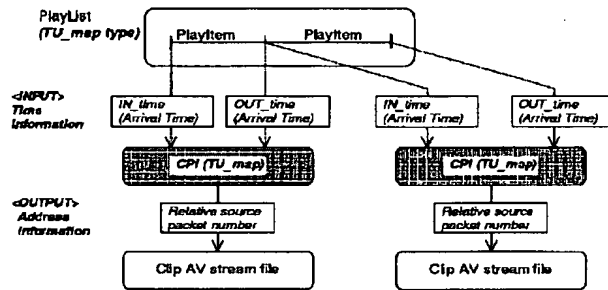 PlayList
(TU_map type)
PlayItem PlayItem
<INPUT>
Time
Information
IN_time
(Arrival Time)
OUT_time
(Arrival Time)
IN_time
(Arrival Time)
OUT_time
(Arrival Time)
CPI (TU_map)
CPI (TU_map)
<OUTPUT>
Address
Information
Relative source
packet number
Relative source
packet number
Clip AV stream file
Clip AV stream file